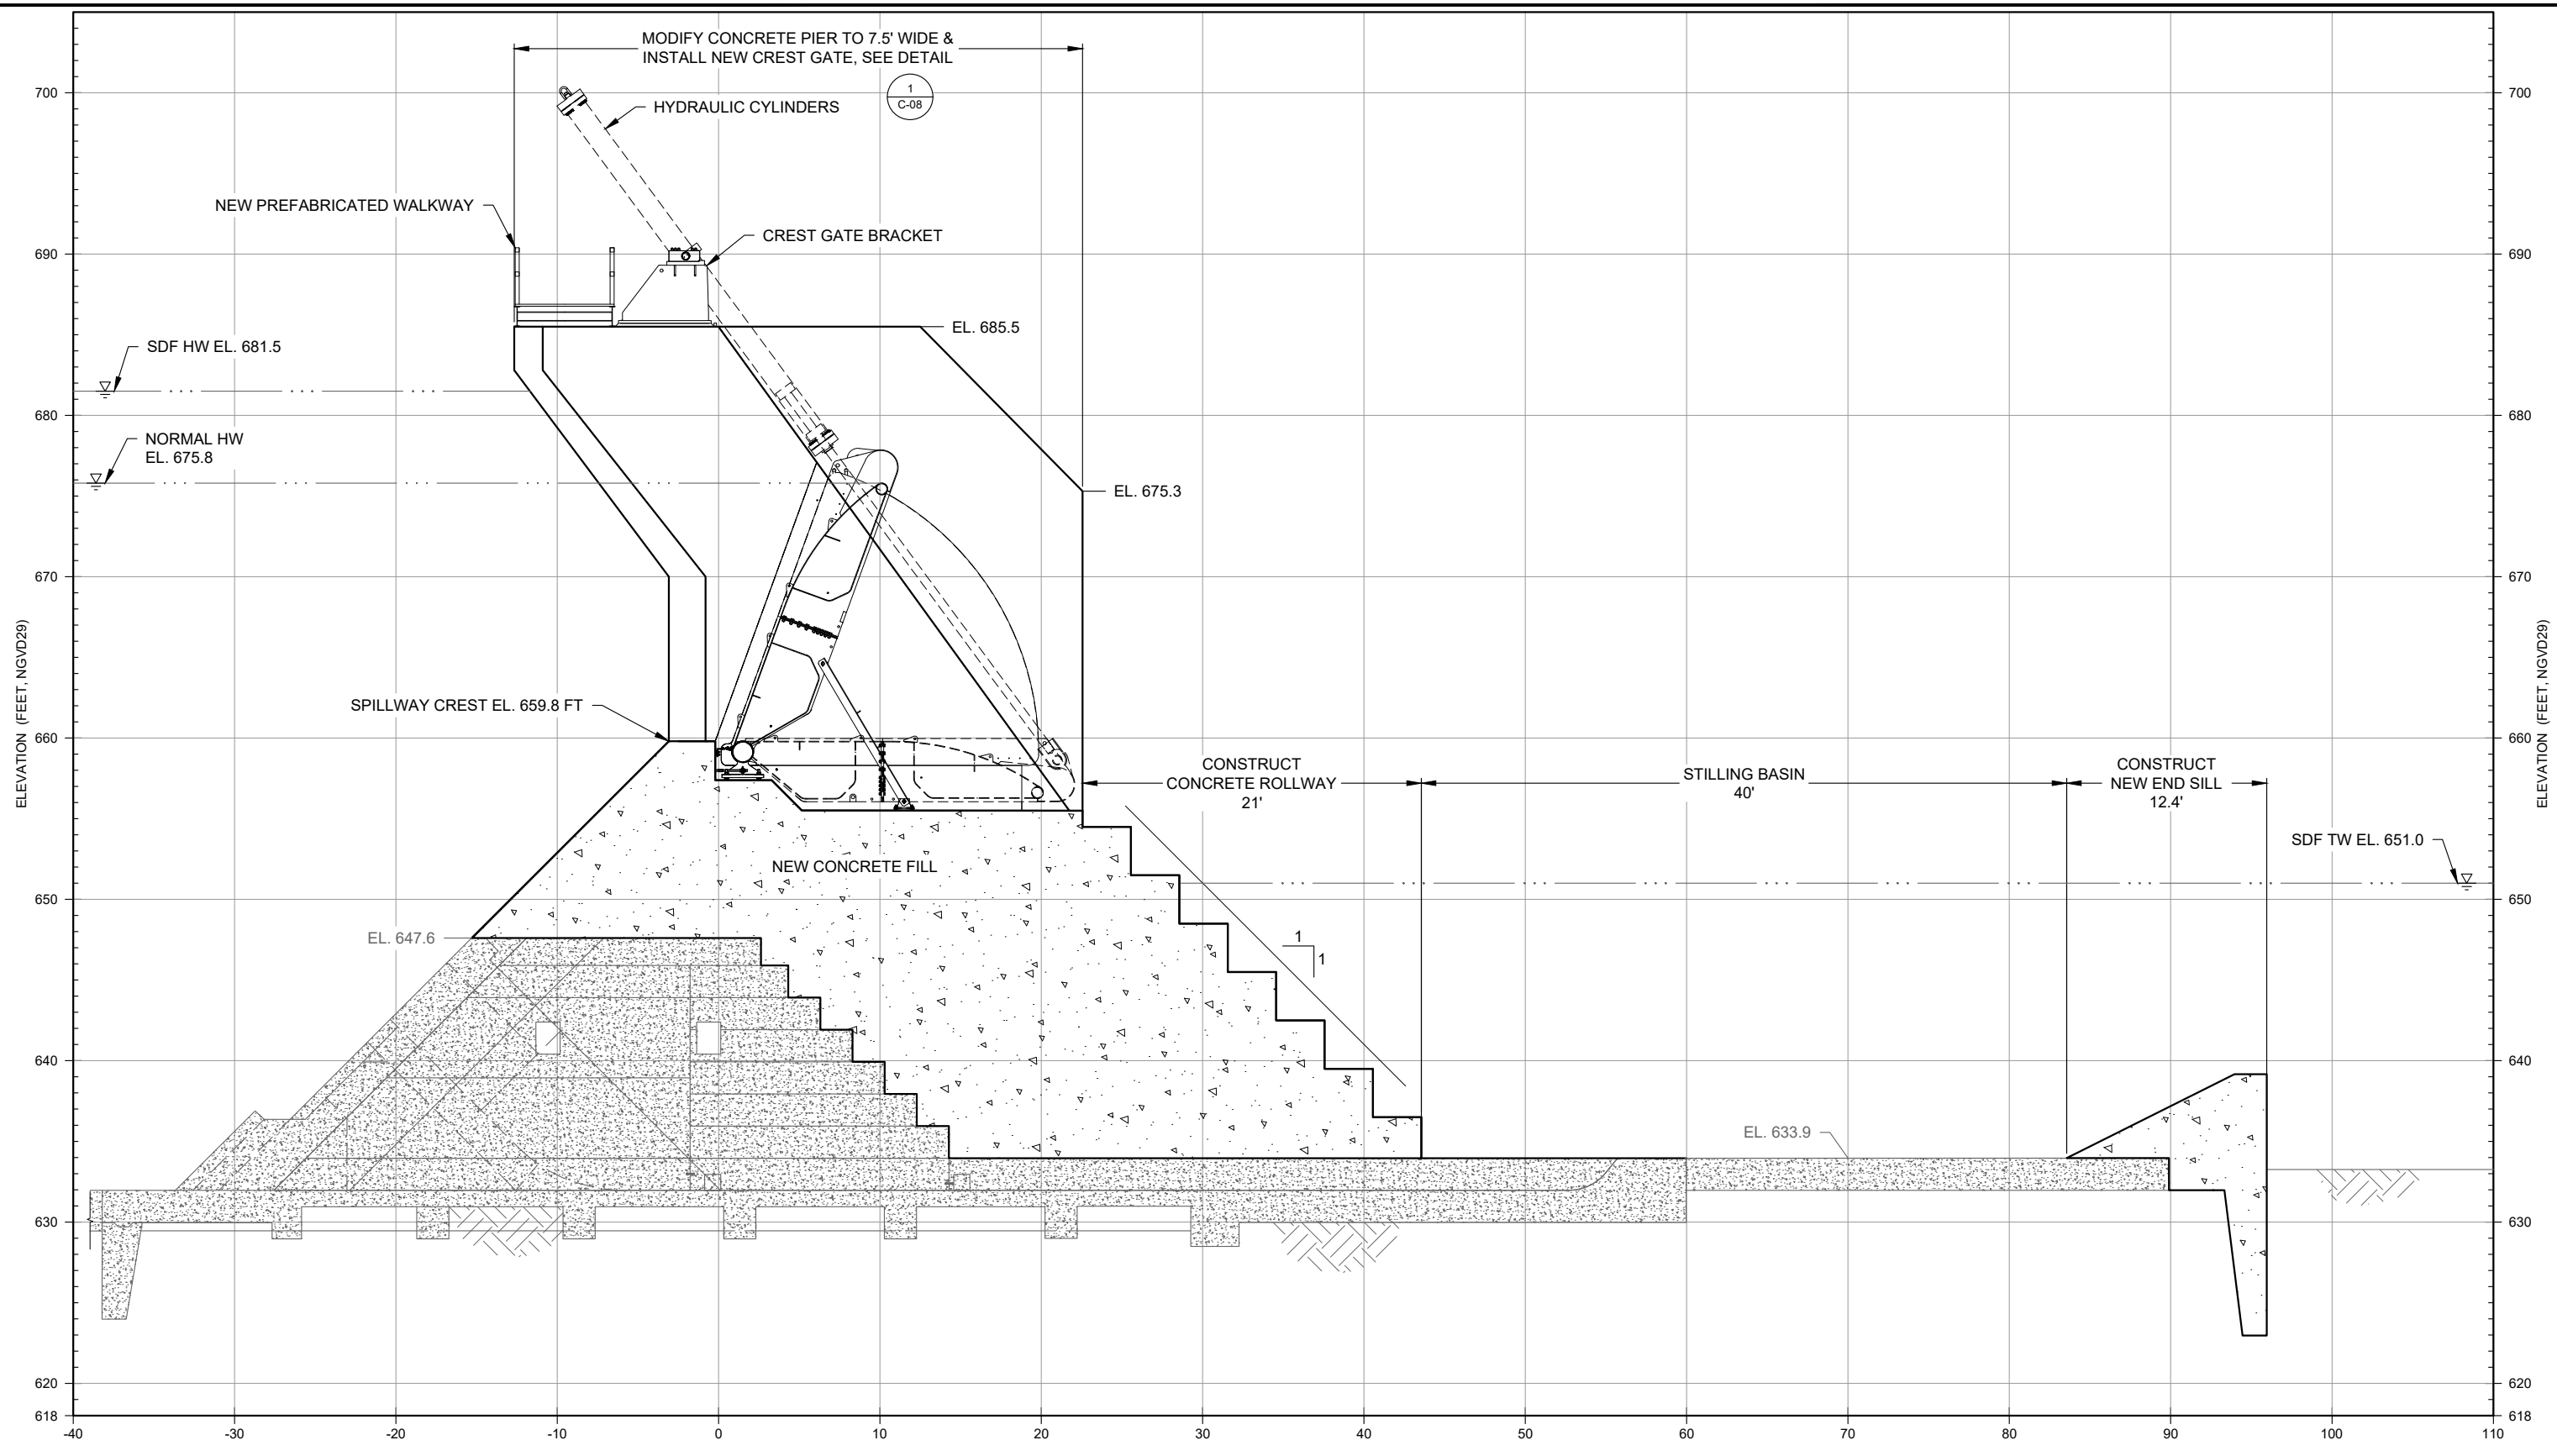 MODIFY CONCRETE PIER TO 7.5' WIDE &
INSTALL NEW CREST GATE, SEE DETAIL
1
C-08
HYDRAULIC CYLINDERS
NEW PREFABRICATED WALKWAY
CREST GATE BRACKET
EL. 685.5
SDF HW EL. 681.5
NORMAL HW
EL. 675.8
EL. 675.3
SPILLWAY CREST EL. 659.8 FT
CONSTRUCT
CONCRETE ROLLWAY
21'
STILLING BASIN
40'
CONSTRUCT
NEW END SILL
12.4'
SDF TW EL. 651.0
NEW CONCRETE FILL
EL. 647.6
1
1
EL. 633.9
ELEVATION (FEET, NGVD29)
700
690
680
670
660
650
640
630
620
618
ELEVATION (FEET, NGVD29)
700
690
680
670
660
650
640
630
620
618
-40 -30 -20 -10 0 10 20 30 40 50 60 70 80 90 100 110